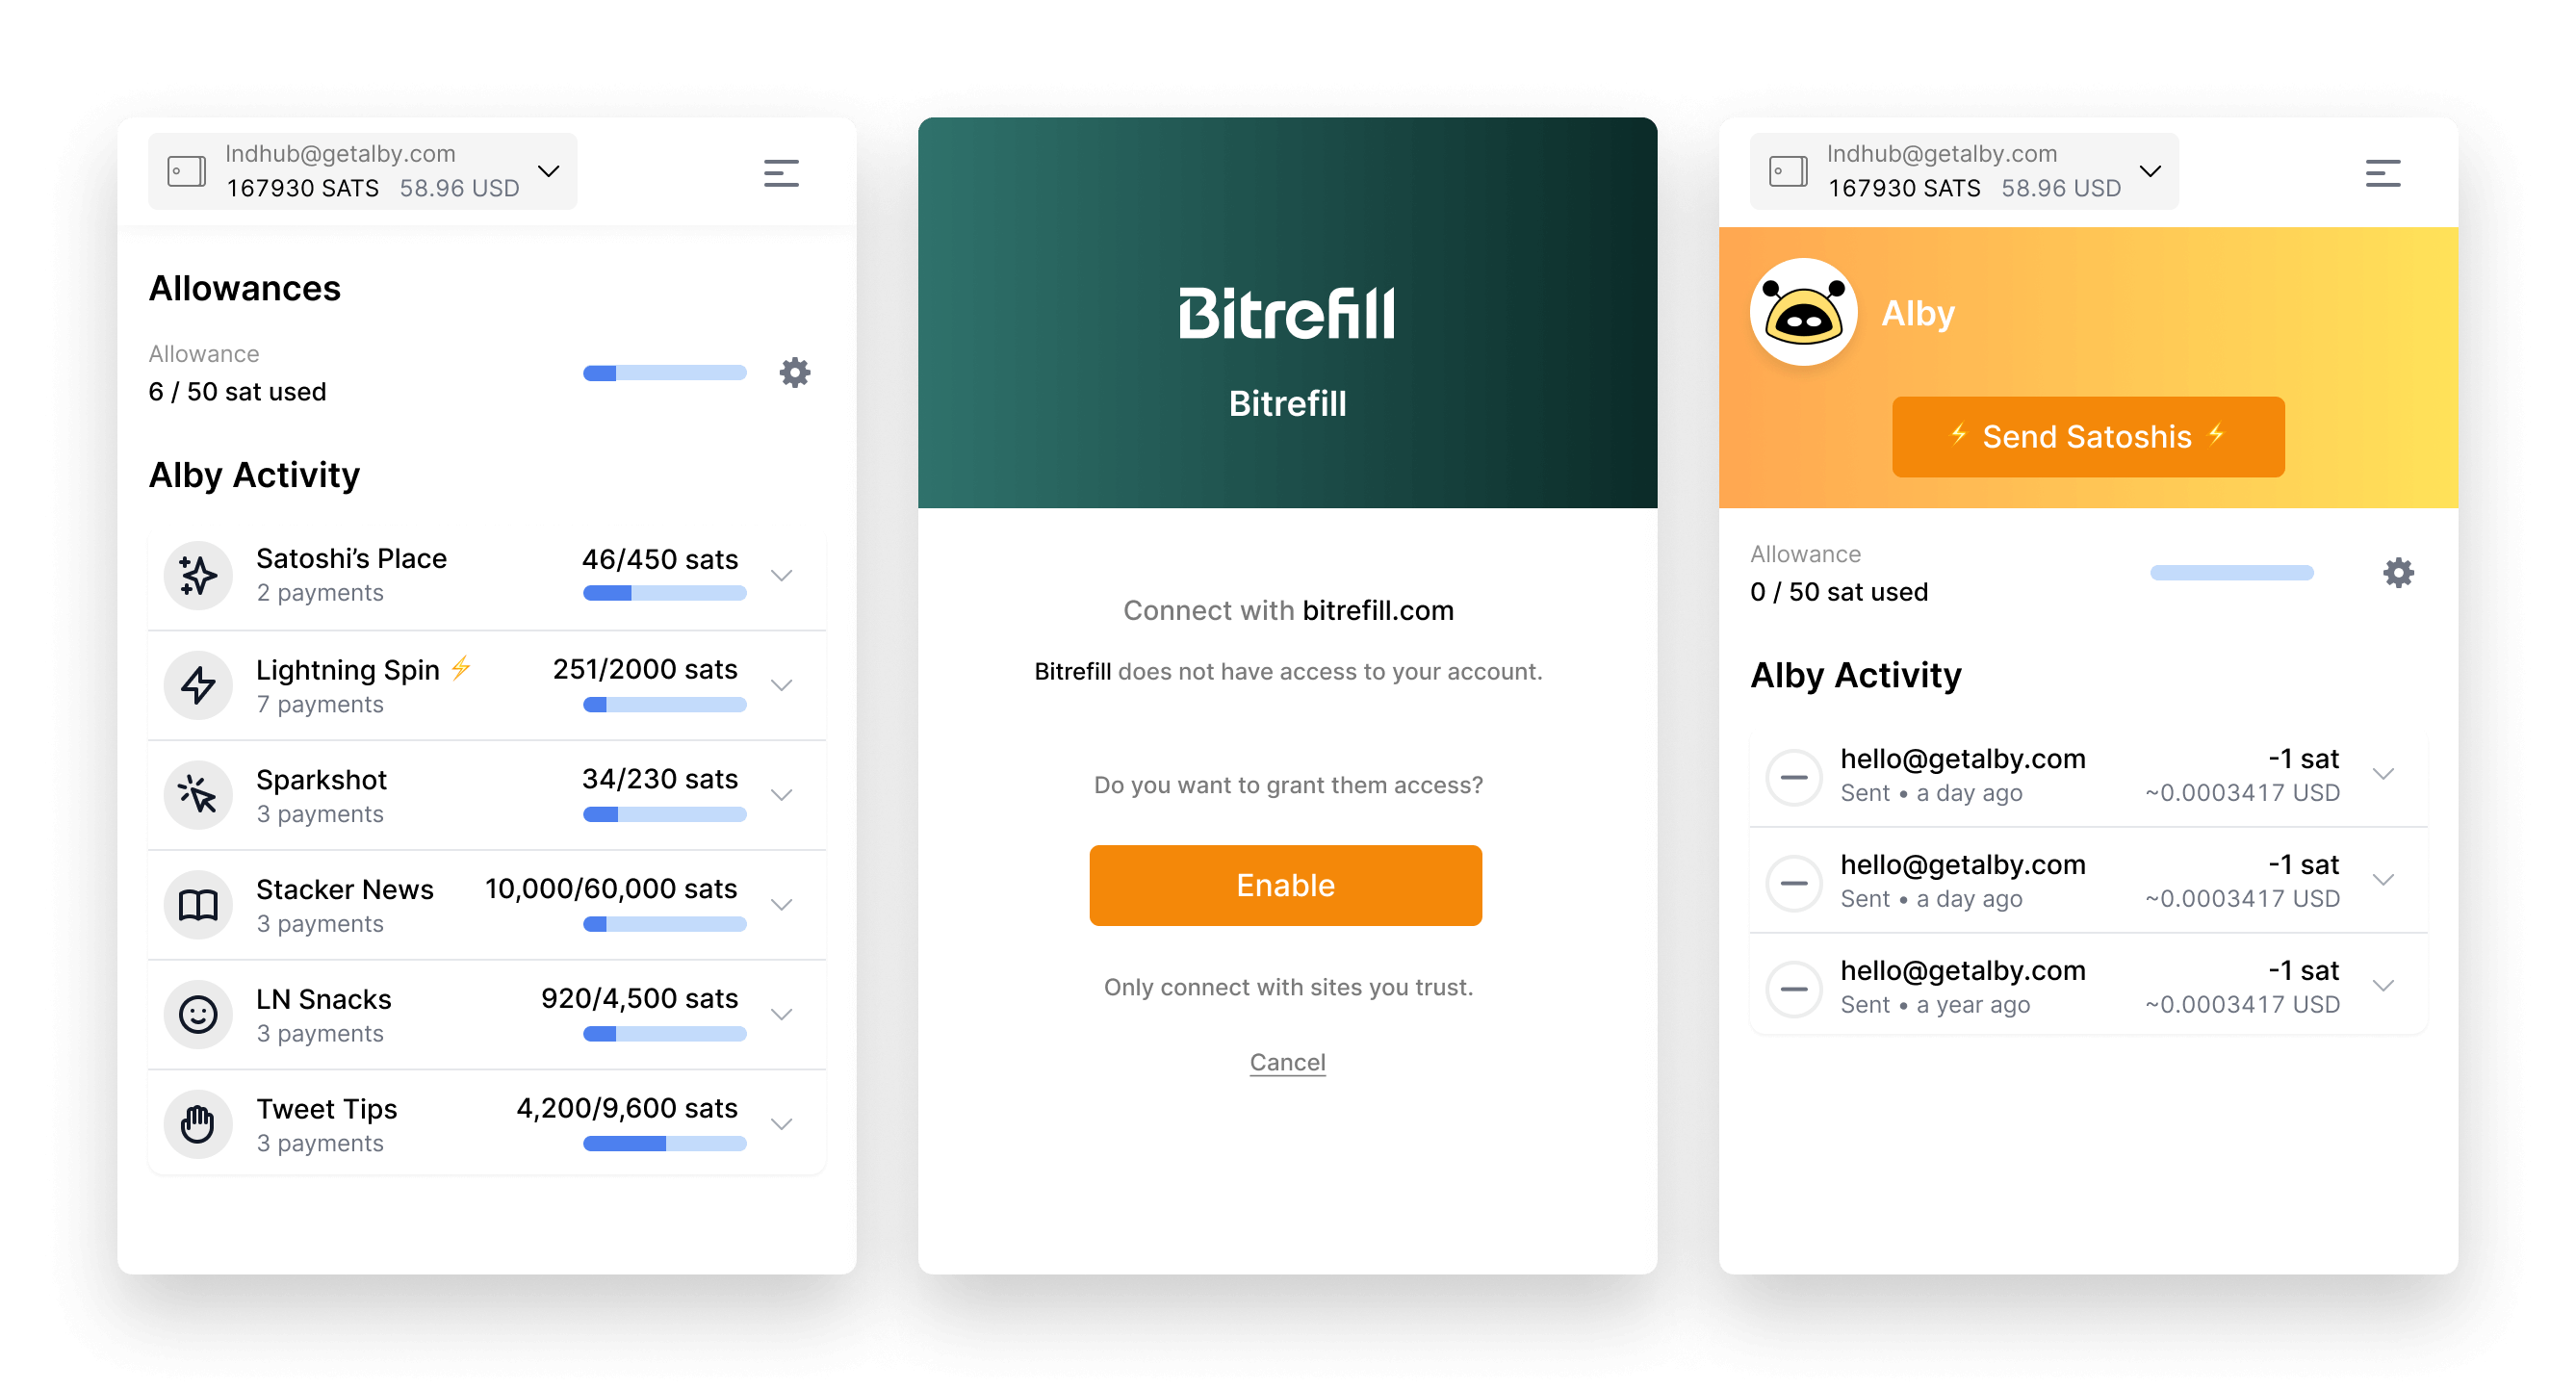 lndhub@getalby.com
167930 SATS 58.96 USD
Allowances
Allowance
6 / 50 sat used
Alby Activity
Satoshi’s Place 46/450 sats
2 payments
Lightning Spin ⚡ 251/2000 sats
7 payments
Sparkshot 34/230 sats
3 payments
Stacker News 10,000/60,000 sats
3 payments
LN Snacks 920/4,500 sats
3 payments
Tweet Tips 4,200/9,600 sats
3 payments
Bitrefill
Bitrefill
Connect with bitrefill.com
Bitrefill does not have access to your account.
Do you want to grant them access?
Enable
Only connect with sites you trust.
Cancel
lndhub@getalby.com
167930 SATS 58.96 USD
Alby
⚡ Send Satoshis ⚡
Allowance
0 / 50 sat used
Alby Activity
hello@getalby.com -1 sat
Sent • a day ago ~0.0003417 USD
hello@getalby.com -1 sat
Sent • a day ago ~0.0003417 USD
hello@getalby.com -1 sat
Sent • a year ago ~0.0003417 USD